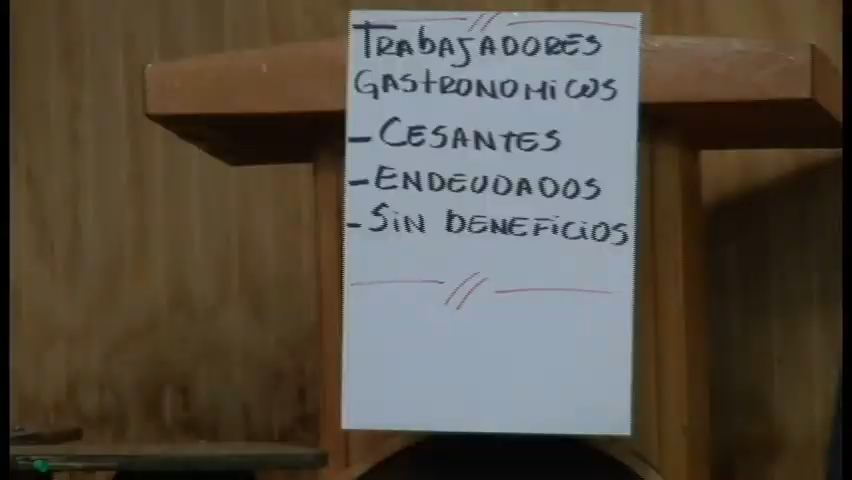 TRAbAJADORES
GAStRONOMiCOS
- CESANTES
- ENDEUDADOS
- SiN bENEFiCiOS